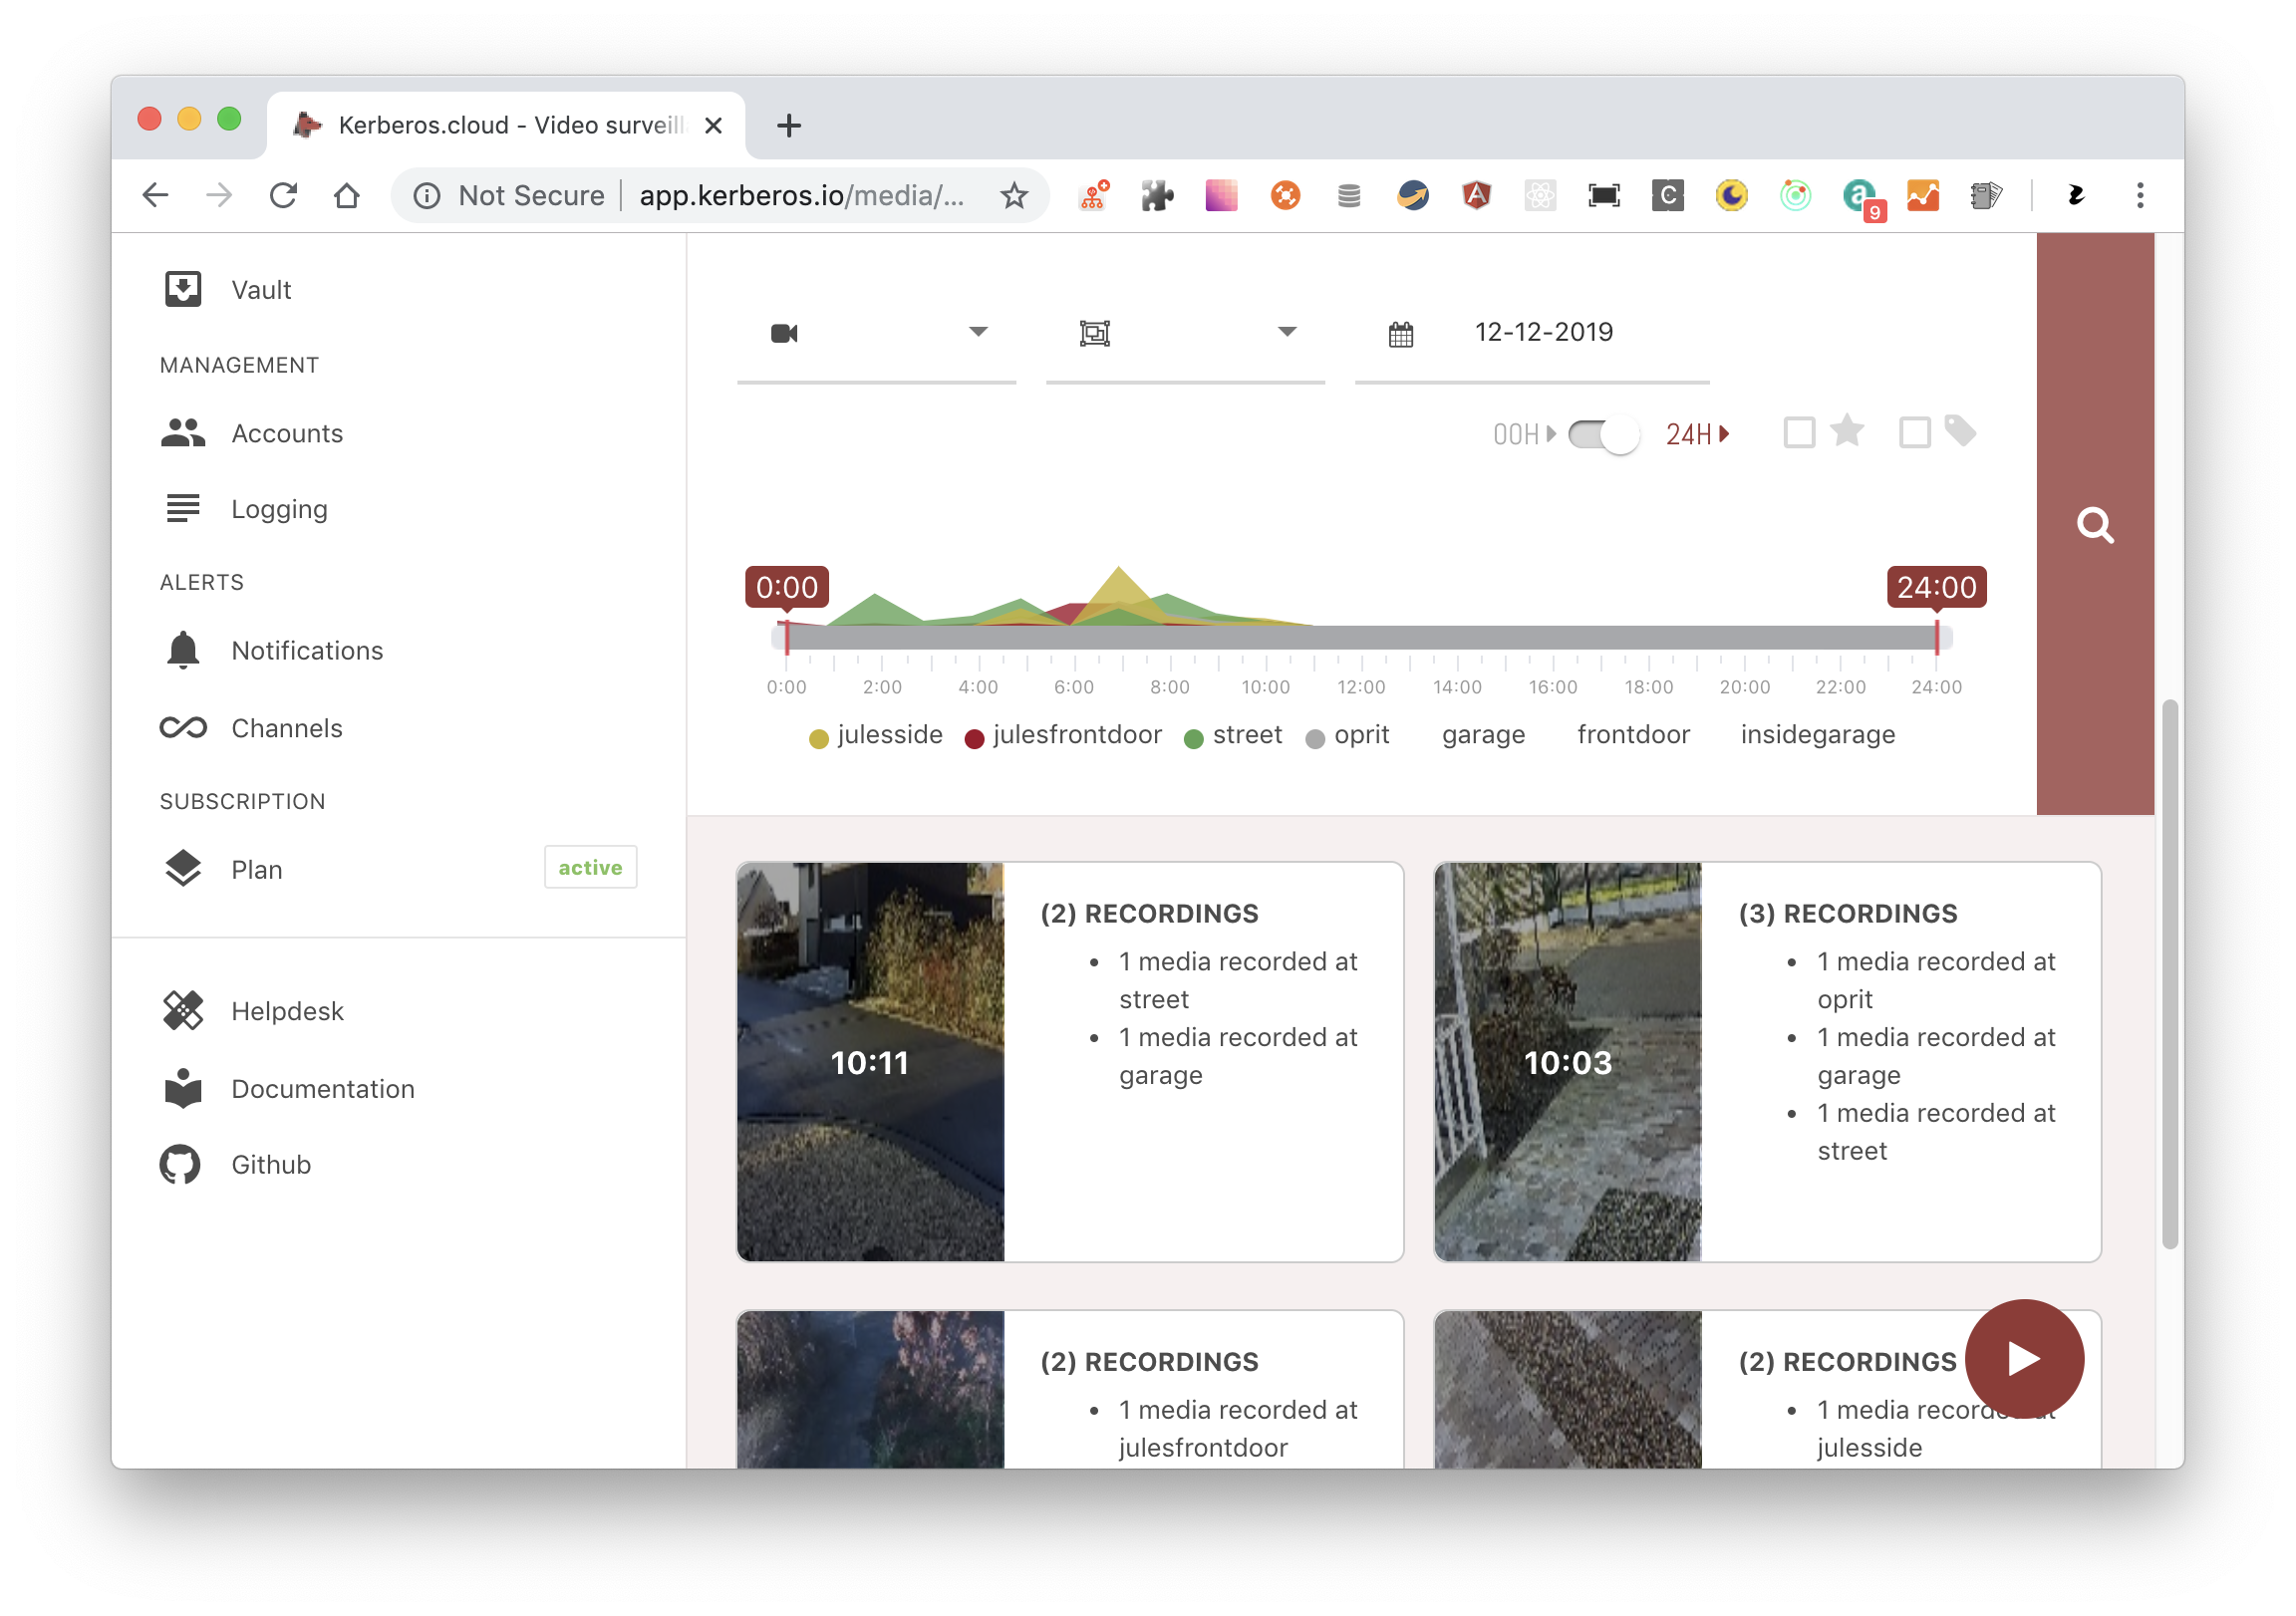 Kerberos.cloud - Video surveill
Not Secure
app.kerberos.io/media/...
C
a
9
Vault
MANAGEMENT
Accounts
Logging
ALERTS
Notifications
Channels
SUBSCRIPTION
Plan
active
Helpdesk
Documentation
Github
12-12-2019
00H
24H
0:00
24:00
0:00 2:00 4:00 6:00 8:00 10:00 12:00 14:00 16:00 18:00 20:00 22:00 24:00
julesside julesfrontdoor street oprit garage frontdoor insidegarage
10:11
(2) RECORDINGS
1 media recorded at
street
1 media recorded at
garage
10:03
(3) RECORDINGS
1 media recorded at
oprit
1 media recorded at
garage
1 media recorded at
street
(2) RECORDINGS
1 media recorded at
julesfrontdoor
(2) RECORDINGS
1 media recorded at
julesside